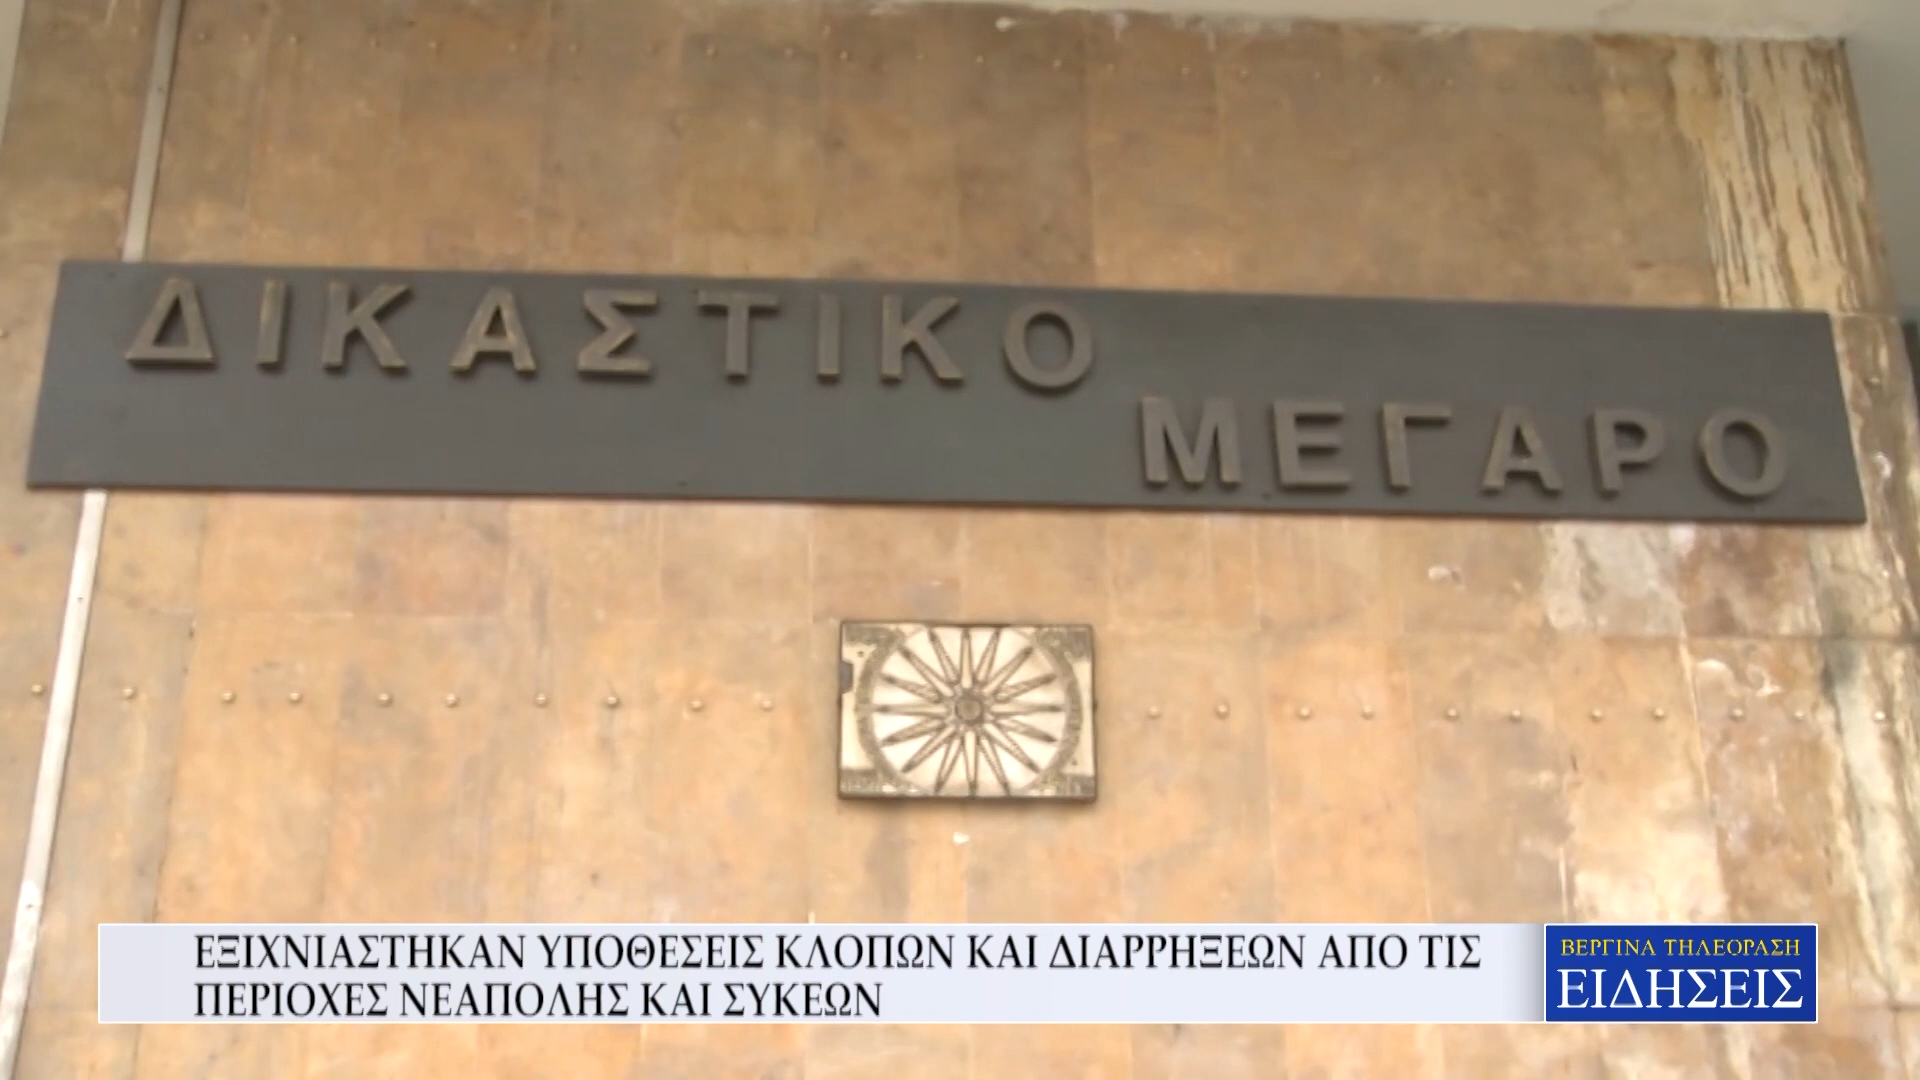 ΔΙΚΑΣΤΙΚΟ
ΜΕΓΑΡΟ
ΕΞΙΧΝΙΑΣΤΗΚΑΝ ΥΠΟΘΕΣΕΙΣ ΚΛΟΠΩΝ ΚΑΙ ΔΙΑΡΡΗΞΕΩΝ ΑΠΟ ΤΙΣ
ΠΕΡΙΟΧΕΣ ΝΕΑΠΟΛΗΣ ΚΑΙ ΣΥΚΕΩΝ
ΒΕΡΓΙΝΑ ΤΗΛΕΟΡΑΣΗ
ΕΙΔΗΣΕΙΣ